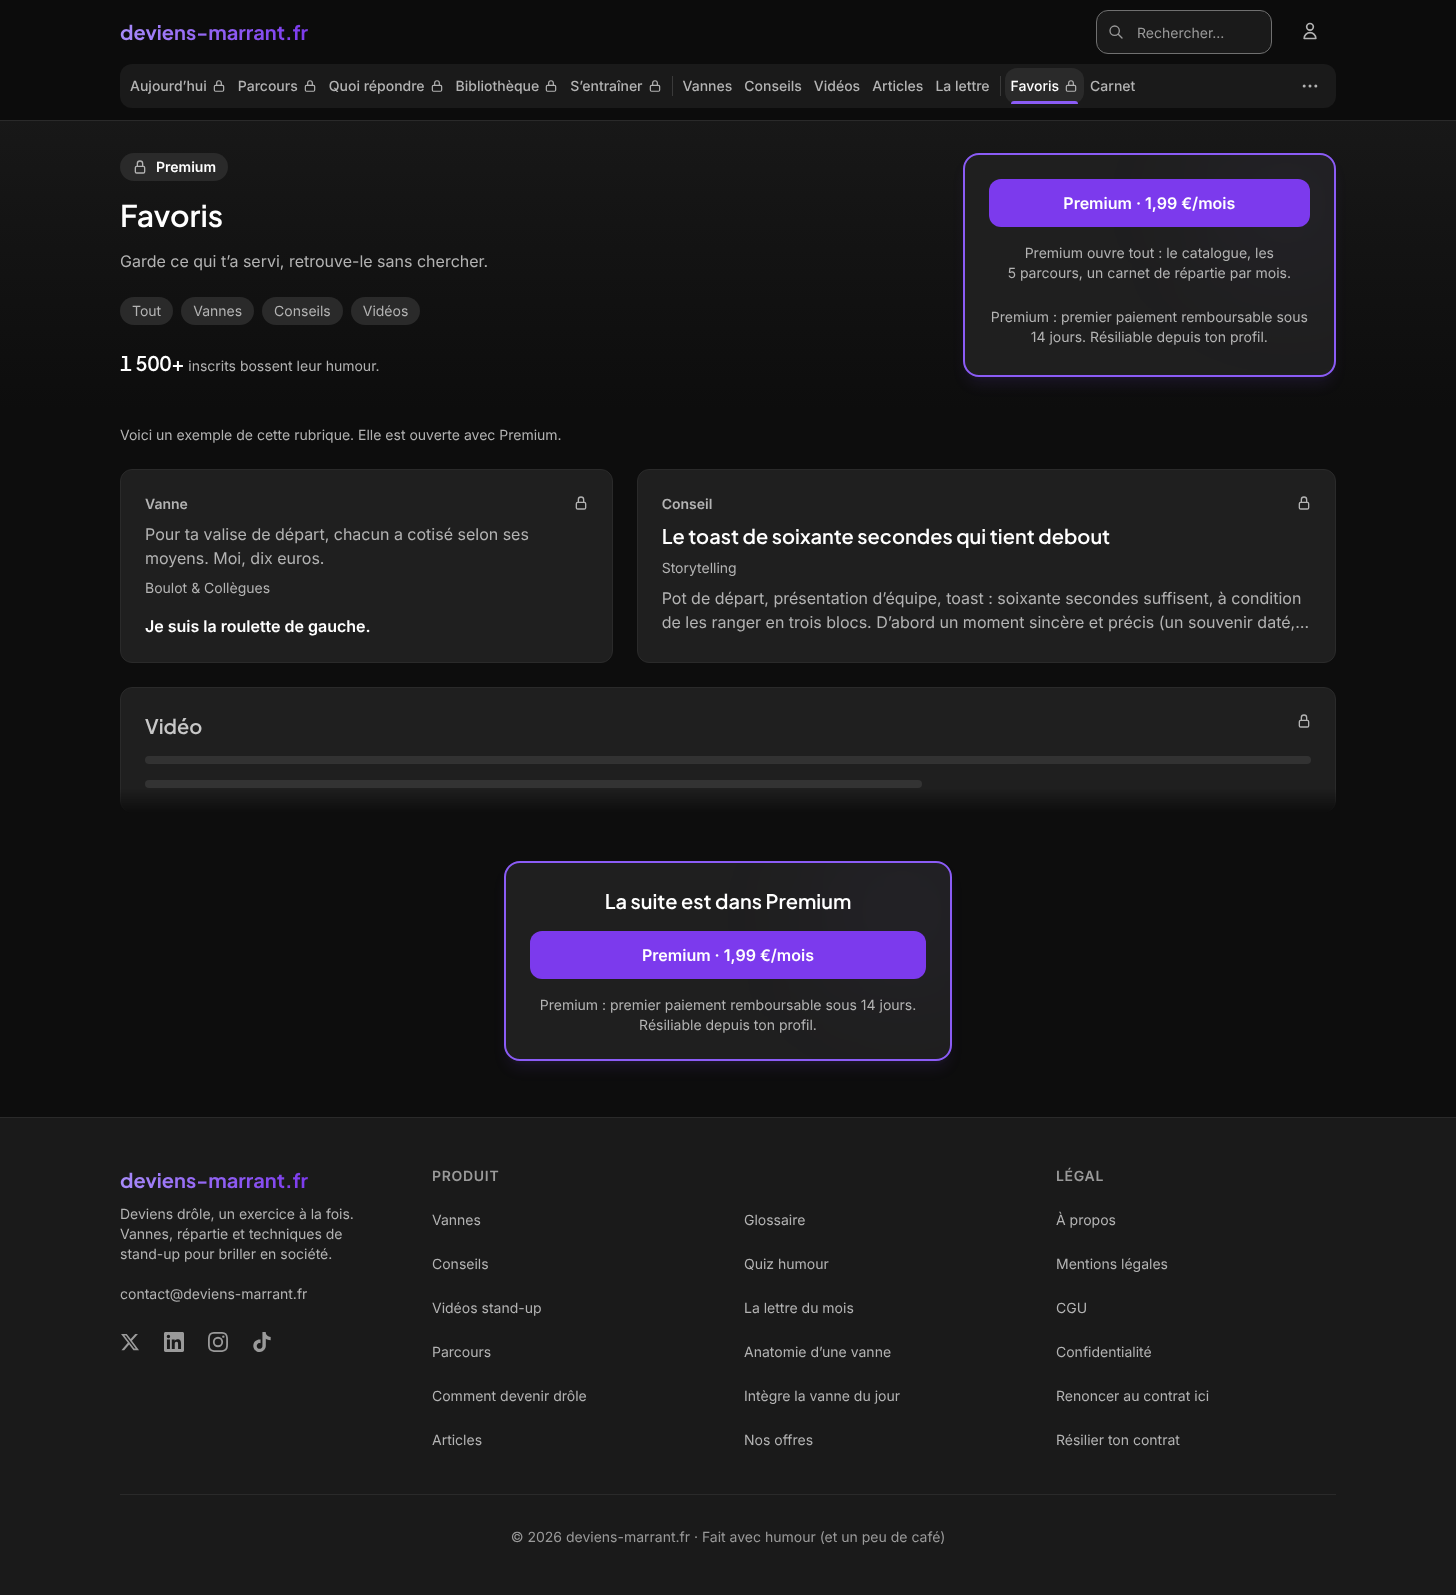 deviens-marrant.fr
Rechercher...
Aujourd’hui Parcours Quoi répondre Bibliothèque S’entraîner Vannes Conseils Vidéos Articles La lettre Favoris Carnet
Premium
Favoris
Garde ce qui t’a servi, retrouve-le sans chercher.
Tout Vannes Conseils Vidéos
1 500+ inscrits bossent leur humour.
Premium · 1,99 €/mois
Premium ouvre tout : le catalogue, les
5 parcours, un carnet de répartie par mois.
Premium : premier paiement remboursable sous
14 jours. Résiliable depuis ton profil.
Voici un exemple de cette rubrique. Elle est ouverte avec Premium.
Vanne
Pour ta valise de départ, chacun a cotisé selon ses
moyens. Moi, dix euros.
Boulot & Collègues
Je suis la roulette de gauche.
Conseil
Le toast de soixante secondes qui tient debout
Storytelling
Pot de départ, présentation d’équipe, toast : soixante secondes suffisent, à condition
de les ranger en trois blocs. D’abord un moment sincère et précis (un souvenir daté,...
Vidéo
La suite est dans Premium
Premium · 1,99 €/mois
Premium : premier paiement remboursable sous 14 jours.
Résiliable depuis ton profil.
deviens-marrant.fr
Deviens drôle, un exercice à la fois.
Vannes, répartie et techniques de
stand-up pour briller en société.
contact@deviens-marrant.fr
PRODUIT
Vannes
Conseils
Vidéos stand-up
Parcours
Comment devenir drôle
Articles
Glossaire
Quiz humour
La lettre du mois
Anatomie d’une vanne
Intègre la vanne du jour
Nos offres
LÉGAL
À propos
Mentions légales
CGU
Confidentialité
Renoncer au contrat ici
Résilier ton contrat
© 2026 deviens-marrant.fr · Fait avec humour (et un peu de café)